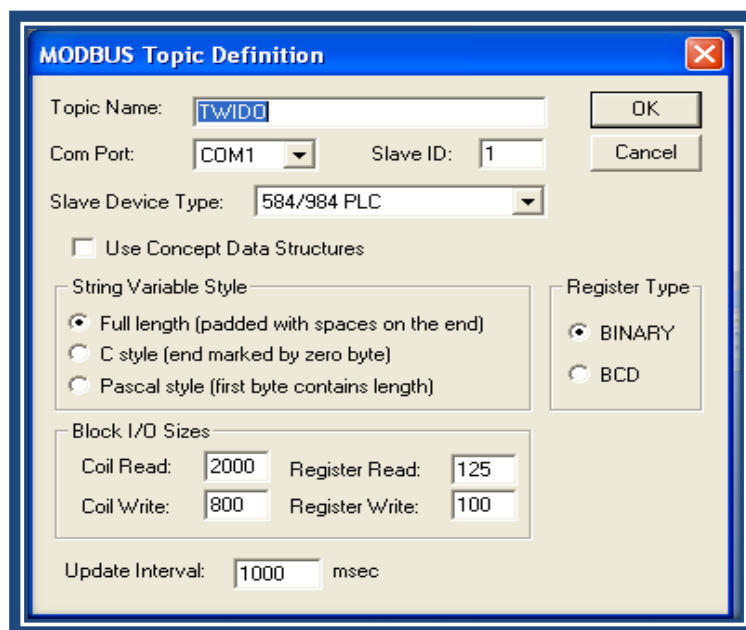 MODBUS Topic Definition
Topic Name: TWIDO OK
Com Port: COM1 Slave ID: 1 Cancel
Slave Device Type: 584/984 PLC
Use Concept Data Structures
String Variable Style Register Type
Full length (padded with spaces on the end) BINARY
C style (end marked by zero byte) BCD
Pascal style (first byte contains length)
Block I/O Sizes
Coil Read: 2000 Register Read: 125
Coil Write: 800 Register Write: 100
Update Interval: 1000 msec